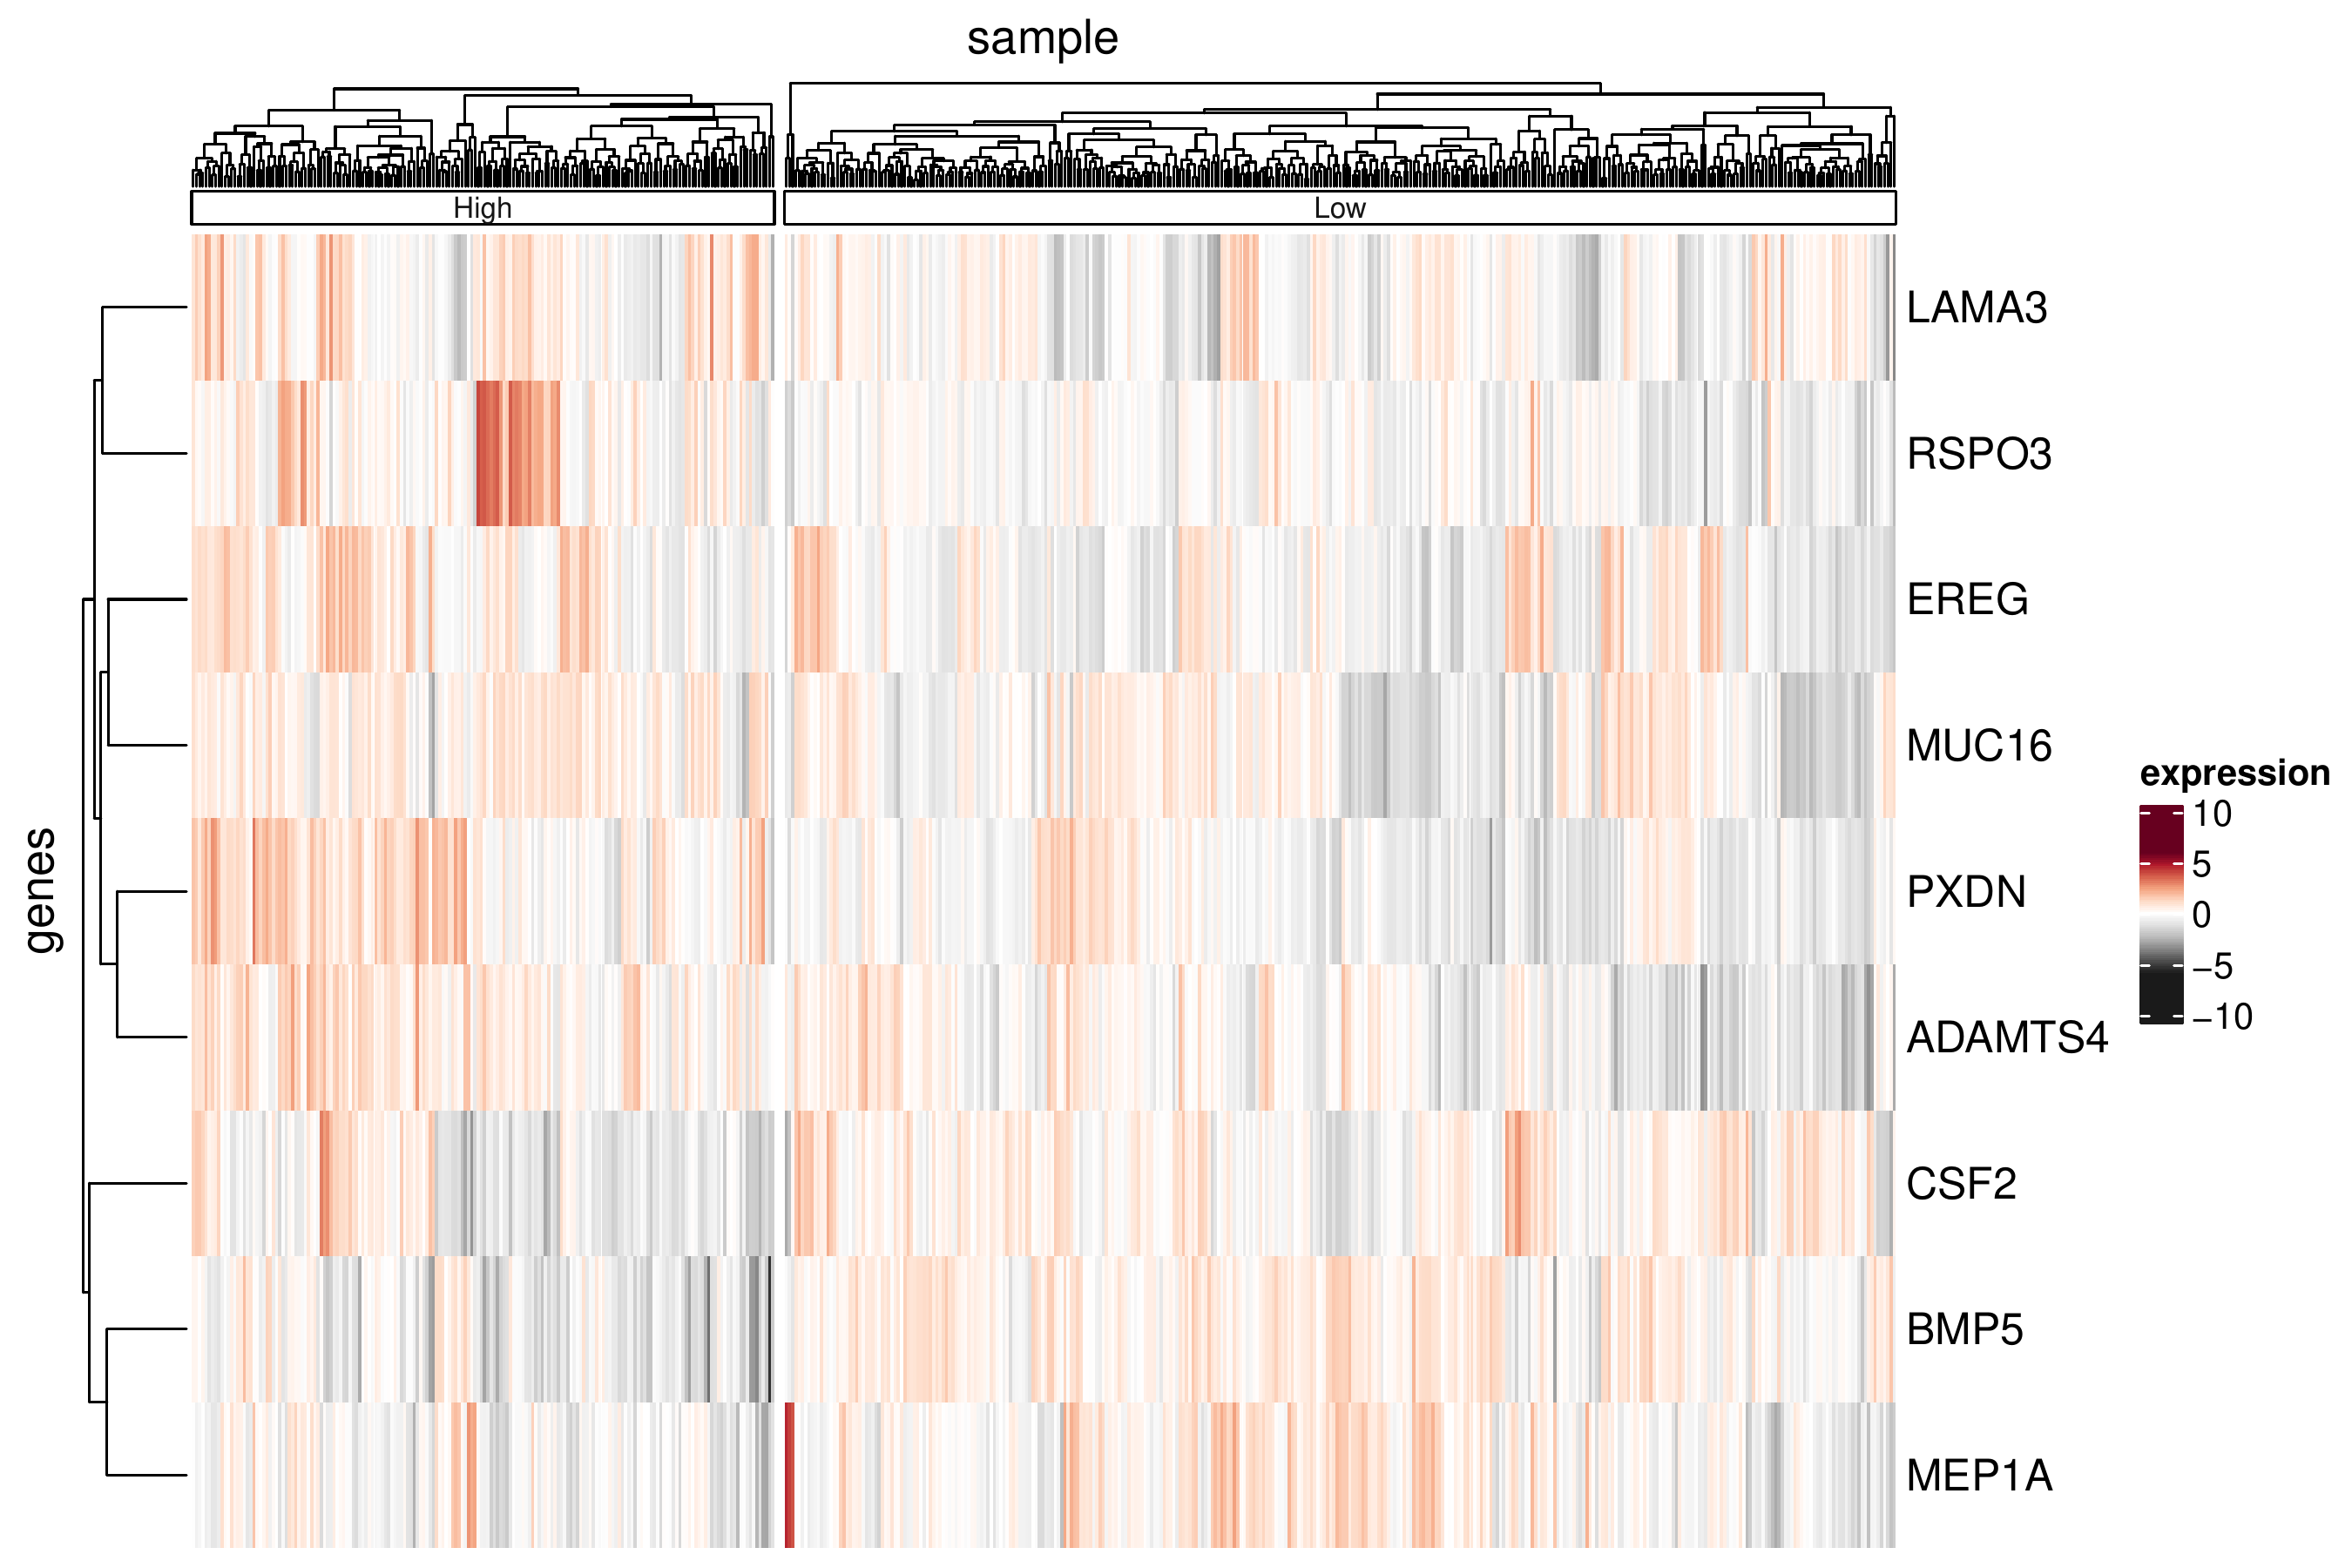 sample
High
Low
LAMA3
RSPO3
EREG
MUC16
PXDN
ADAMTS4
CSF2
BMP5
MEP1A
genes
expression
10
5
0
−5
−10